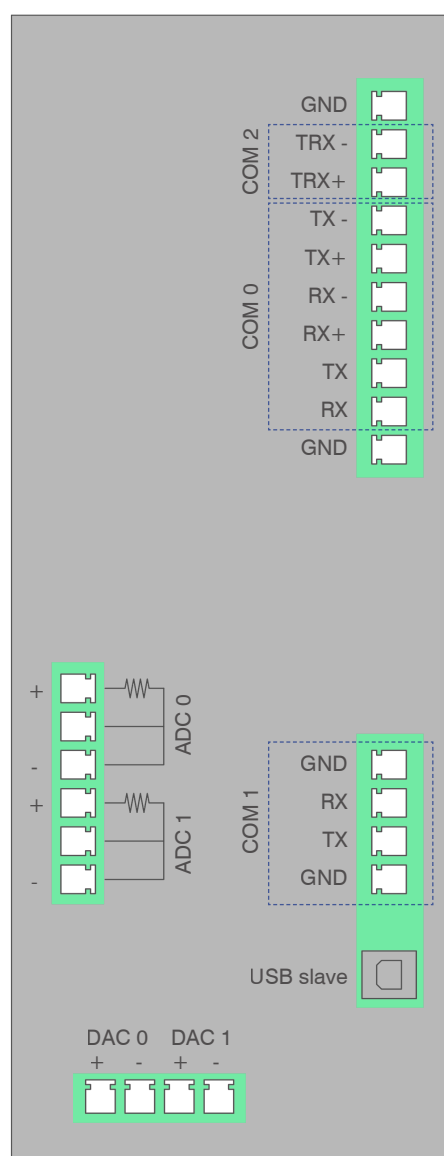 GND
COM 2
TRX -
TRX+
COM 0
TX -
TX+
RX -
RX+
TX
RX
GND
+
ADC 0
-
+
ADC 1
-
COM 1
GND
RX
TX
GND
USB slave
DAC 0 DAC 1
+ - + -